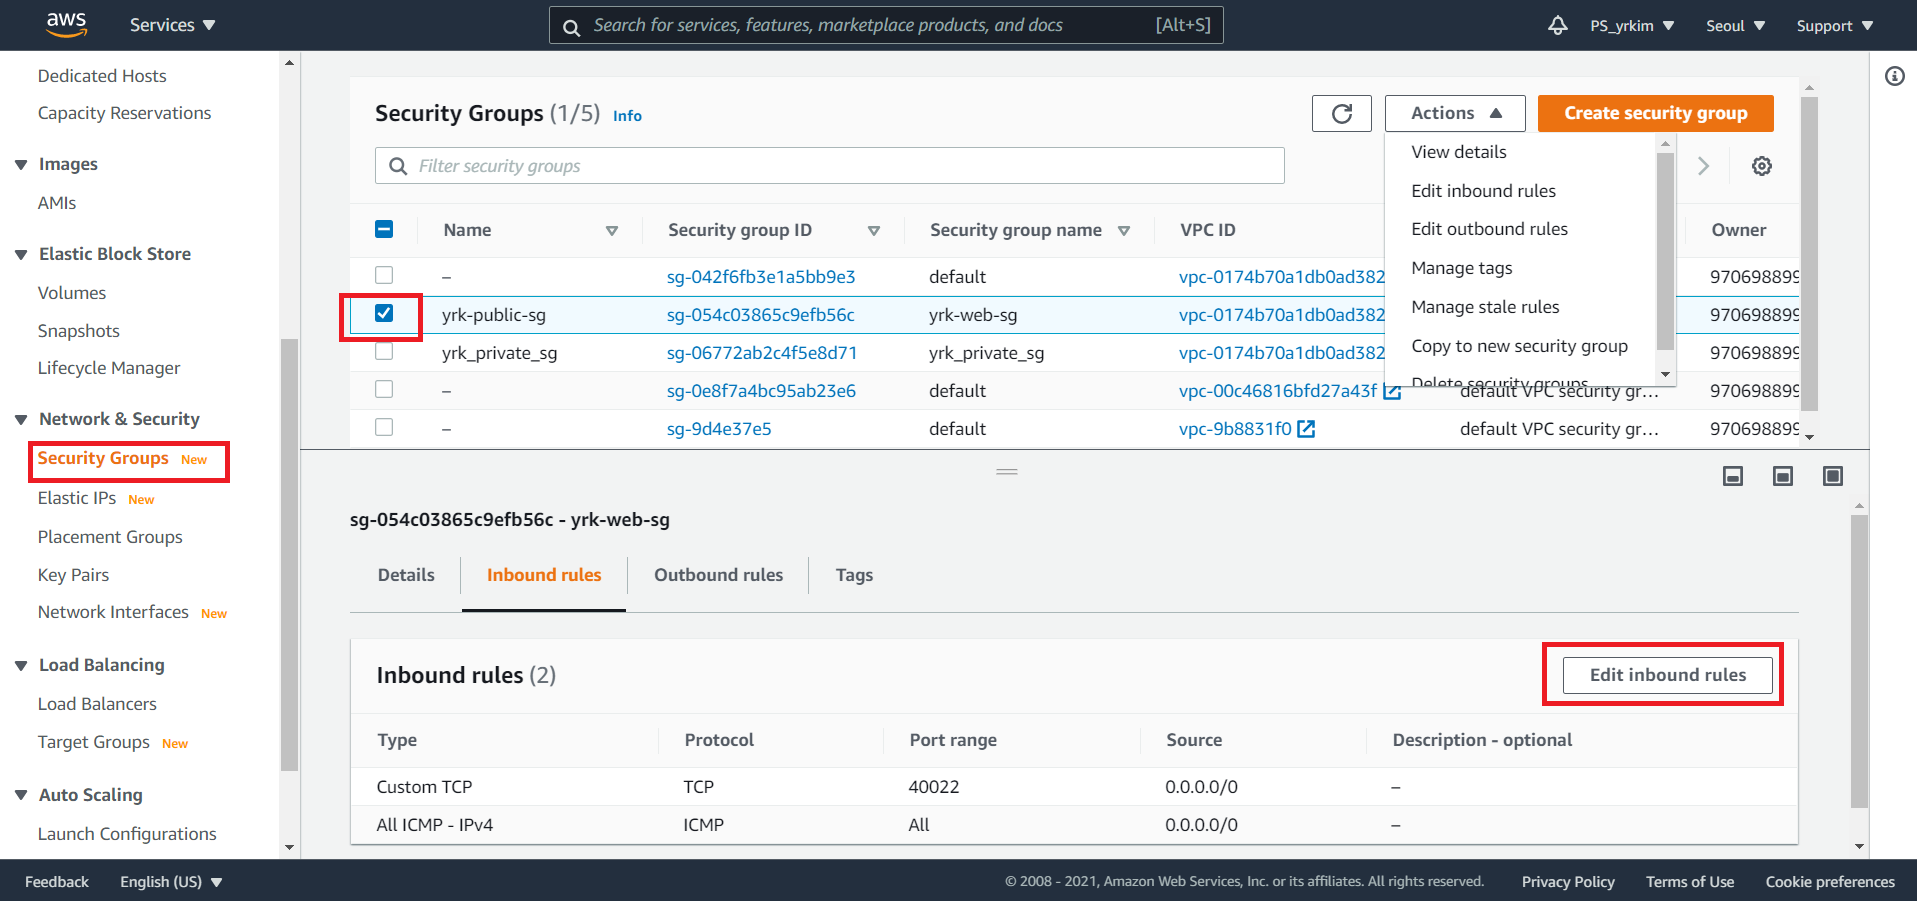 aws
Services
Search for services, features, marketplace products, and docs [Alt+S]
PS_yrkim
Seoul
Support
Dedicated Hosts
Capacity Reservations
Images
AMIs
Elastic Block Store
Volumes
Snapshots
Lifecycle Manager
Network & Security
Security Groups New
Elastic IPs New
Placement Groups
Key Pairs
Network Interfaces New
Load Balancing
Load Balancers
Target Groups New
Auto Scaling
Launch Configurations
Security Groups (1/5) Info
Actions
Create security group
Filter security groups
View details
Edit inbound rules
Edit outbound rules
Manage tags
Manage stale rules
Copy to new security group
Delete security groups
Name Security group ID Security group name VPC ID Owner
– sg-042f6fb3e1a5bb9e3 default vpc-0174b70a1db0ad382 970698899
yrk-public-sg sg-054c03865c9efb56c yrk-web-sg vpc-0174b70a1db0ad382 970698899
yrk_private_sg sg-06772ab2c4f5e8d71 yrk_private_sg vpc-0174b70a1db0ad382 970698899
– sg-0e8f7a4bc95ab23e6 default vpc-00c46816bfd27a43f default VPC security gr... 970698899
– sg-9d4e37e5 default vpc-9b8831f0 default VPC security gr... 970698899
sg-054c03865c9efb56c - yrk-web-sg
Details Inbound rules Outbound rules Tags
Inbound rules (2)
Edit inbound rules
Type Protocol Port range Source Description - optional
Custom TCP TCP 40022 0.0.0.0/0 –
All ICMP - IPv4 ICMP All 0.0.0.0/0 –
Feedback English (US) © 2008 - 2021, Amazon Web Services, Inc. or its affiliates. All rights reserved. Privacy Policy Terms of Use Cookie preferences